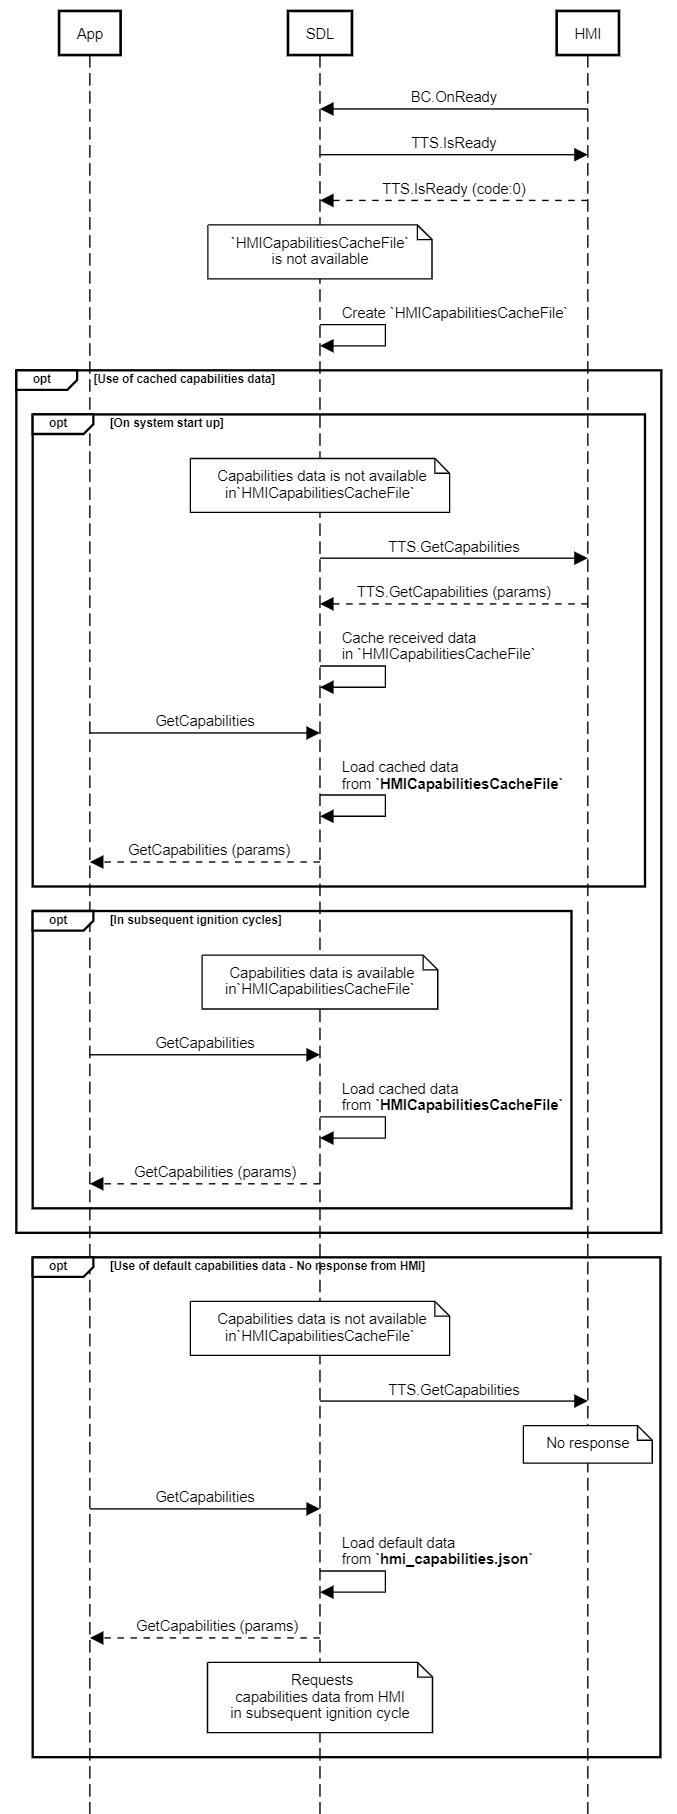 App
SDL
HMI
BC.OnReady
TTS.IsReady
TTS.IsReady (code:0)
`HMICapabilitiesCacheFile`
is not available
Create `HMICapabilitiesCacheFile`
opt
[Use of cached capabilities data]
opt
[On system start up]
Capabilities data is not available
in`HMICapabilitiesCacheFile`
TTS.GetCapabilities
TTS.GetCapabilities (params)
Cache received data
in `HMICapabilitiesCacheFile`
GetCapabilities
Load cached data
from `HMICapabilitiesCacheFile`
GetCapabilities (params)
opt
[In subsequent ignition cycles]
Capabilities data is available
in`HMICapabilitiesCacheFile`
GetCapabilities
Load cached data
from `HMICapabilitiesCacheFile`
GetCapabilities (params)
opt
[Use of default capabilities data - No response from HMI]
Capabilities data is not available
in`HMICapabilitiesCacheFile`
TTS.GetCapabilities
No response
GetCapabilities
Load default data
from `hmi_capabilities.json`
GetCapabilities (params)
Requests
capabilities data from HMI
in subsequent ignition cycle